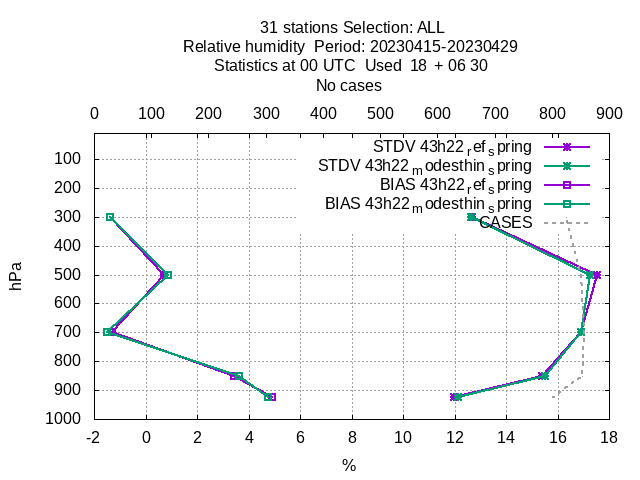 31 stations Selection: ALL
Relative humidity  Period: 20230415-20230429
Statistics at 00 UTC  Used  18  + 06 30
No cases
0 100 200 300 400 500 600 700 800 900
STDV 43h22_ref_spring
STDV 43h22_modesthin_spring
BIAS 43h22_ref_spring
BIAS 43h22_modesthin_spring
CASES
100
200
300
400
500
600
700
800
900
1000
hPa
-2 0 2 4 6 8 10 12 14 16 18
%